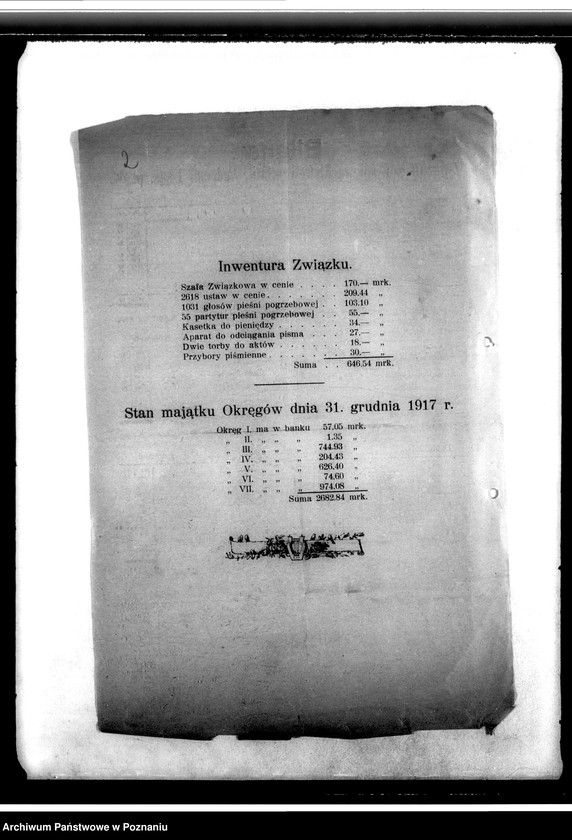 2
Inwentura Związku.
Szafa Związkowa w cenie . . . . 170.— mrk.
2618 ustaw w cenie . . . . . . . 209.44 „
1031 głosów pieśni pogrzebowej . . 103.10 „
55 partytur pieśni pogrzebowej . . 55.— „
Kasetka do pieniędzy . . . . . . 34.— „
Aparat do odciągania pisma . . . 27.— „
Dwie torby do aktów . . . . . . 18.— „
Przybory piśmienne . . . . . . . 30.— „
Suma . . 646.54 mrk.
Stan majątku Okręgów dnia 31. grudnia 1917 r.
Okręg I. ma w banku 57.05 mrk.
„ II. „ „ „ 1.35 „
„ III. „ „ „ 744.93 „
„ IV. „ „ „ 204.43 „
„ V. „ „ „ 626.40 „
„ VI. „ „ „ 74.60 „
„ VII. „ „ „ 974.08 „
Suma 2682.84 mrk.
Archiwum Państwowe w Poznaniu